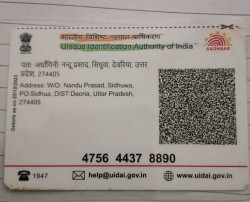 भारतीय विशिष्ट पहचान प्राधिकरण
Unique Identification Authority of India
AADHAAR
पता: अर्धांगिनी: नन्दू प्रसाद, सिधुवा, देवरिया, उत्तर
प्रदेश, 274405
Address: W/O: Nandu Prasad, Sidhuwa,
PO:Sidhua, DIST:Deoria, Uttar Pradesh,
274405
4756 4437 8890
1947
help@uidai.gov.in
www.uidai.gov.in